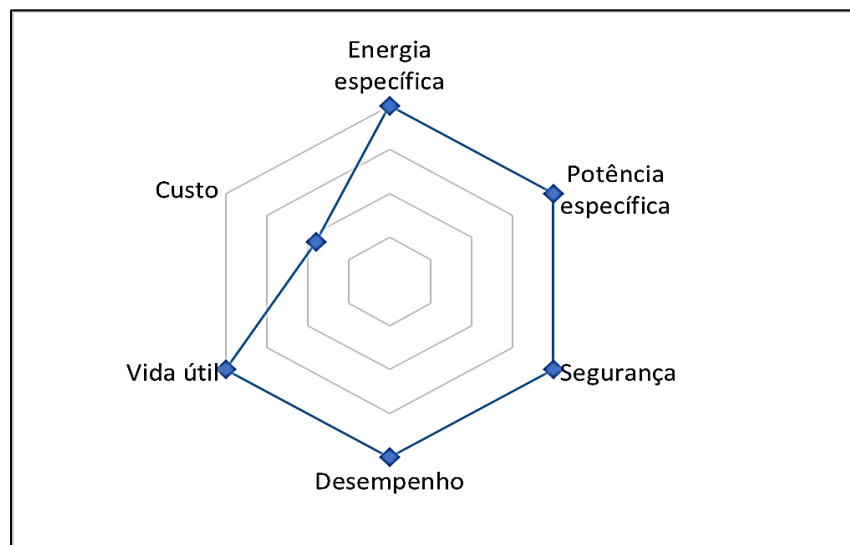 Energia
específica
Custo
Potência
específica
Vida útil
Segurança
Desempenho